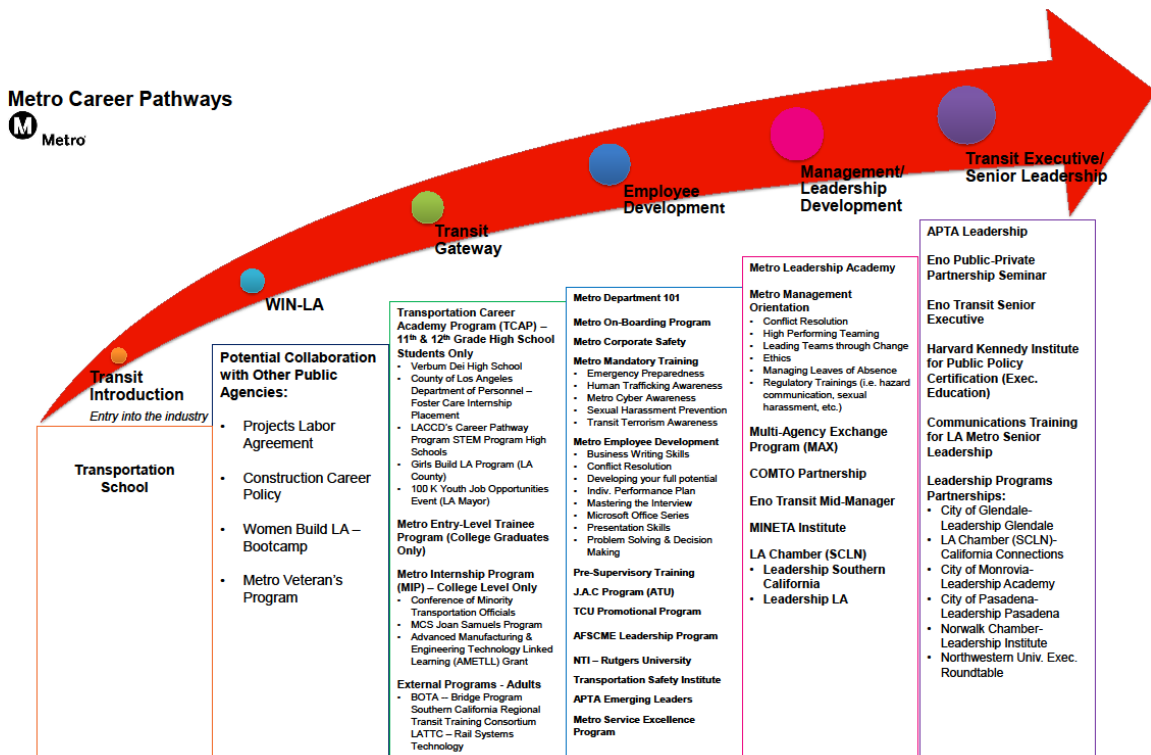 Metro Career Pathways
M
Metro
Transit
Introduction
Entry into the industry
WIN-LA
Transit
Gateway
Employee
Development
Management/
Leadership
Development
Transit Executive/
Senior Leadership
Transportation
School
Potential Collaboration
with Other Public
Agencies:
• Projects Labor
Agreement
• Construction Career
Policy
• Women Build LA –
Bootcamp
• Metro Veteran's
Program
Transportation Career
Academy Program (TCAP) –
11th & 12th Grade High School
Students Only
• Verbum Dei High School
• County of Los Angeles
Department of Personnel –
Foster Care Internship
Placement
• LACCD's Career Pathway
Program STEM Program High
Schools
• Girls Build LA Program (LA
County)
• 100 K Youth Job Opportunities
Event (LA Mayor)
Metro Entry-Level Trainee
Program (College Graduates
Only)
Metro Internship Program
(MIP) – College Level Only
• Conference of Minority
Transportation Officials
• MCS Joan Samuels Program
• Advanced Manufacturing &
Engineering Technology Linked
Learning (AMETLL) Grant
External Programs - Adults
• BOTA – Bridge Program
Southern California Regional
Transit Training Consortium
LATTC – Rail Systems
Technology
Metro Department 101
Metro On-Boarding Program
Metro Corporate Safety
Metro Mandatory Training
• Emergency Preparedness
• Human Trafficking Awareness
• Metro Cyber Awareness
• Sexual Harassment Prevention
• Transit Terrorism Awareness
Metro Employee Development
• Business Writing Skills
• Conflict Resolution
• Developing your full potential
• Indiv. Performance Plan
• Mastering the Interview
• Microsoft Office Series
• Presentation Skills
• Problem Solving & Decision
Making
Pre-Supervisory Training
J.A.C Program (ATU)
TCU Promotional Program
AFSCME Leadership Program
NTI – Rutgers University
Transportation Safety Institute
APTA Emerging Leaders
Metro Service Excellence
Program
Metro Leadership Academy
Metro Management
Orientation
• Conflict Resolution
• High Performing Teaming
• Leading Teams through Change
• Ethics
• Managing Leaves of Absence
• Regulatory Trainings (i.e. hazard
communication, sexual
harassment, etc.)
Multi-Agency Exchange
Program (MAX)
COMTO Partnership
Eno Transit Mid-Manager
MINETA Institute
LA Chamber (SCLN)
• Leadership Southern
California
• Leadership LA
APTA Leadership
Eno Public-Private
Partnership Seminar
Eno Transit Senior
Executive
Harvard Kennedy Institute
for Public Policy
Certification (Exec.
Education)
Communications Training
for LA Metro Senior
Leadership
Leadership Programs
Partnerships:
• City of Glendale-
Leadership Glendale
• LA Chamber (SCLN)-
California Connections
• City of Monrovia-
Leadership Academy
• City of Pasadena-
Leadership Pasadena
• Norwalk Chamber-
Leadership Institute
• Northwestern Univ. Exec.
Roundtable